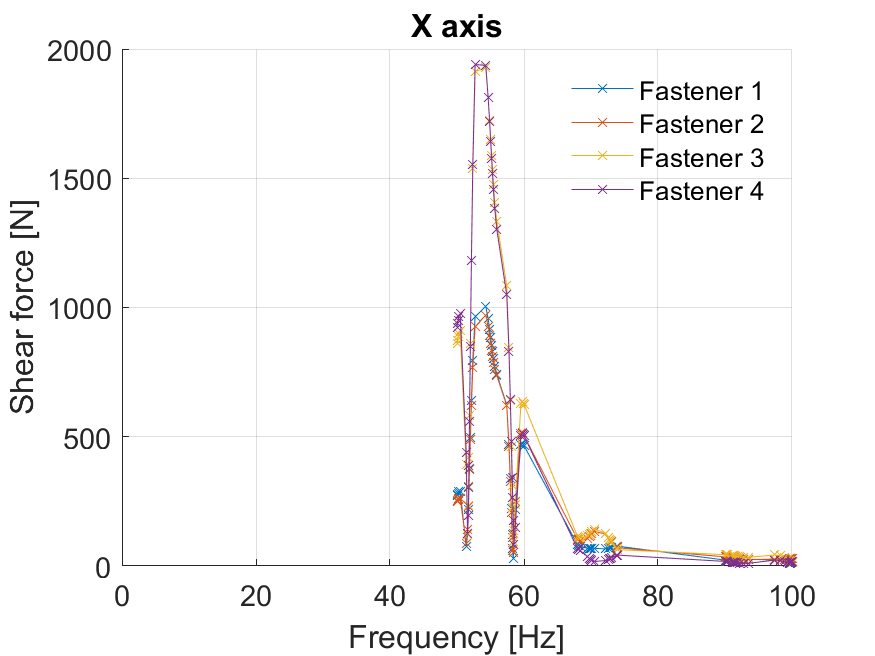 X axis
2000
1500
1000
500
0
Shear force [N]
Fastener 1
Fastener 2
Fastener 3
Fastener 4
0 20 40 60 80 100
Frequency [Hz]